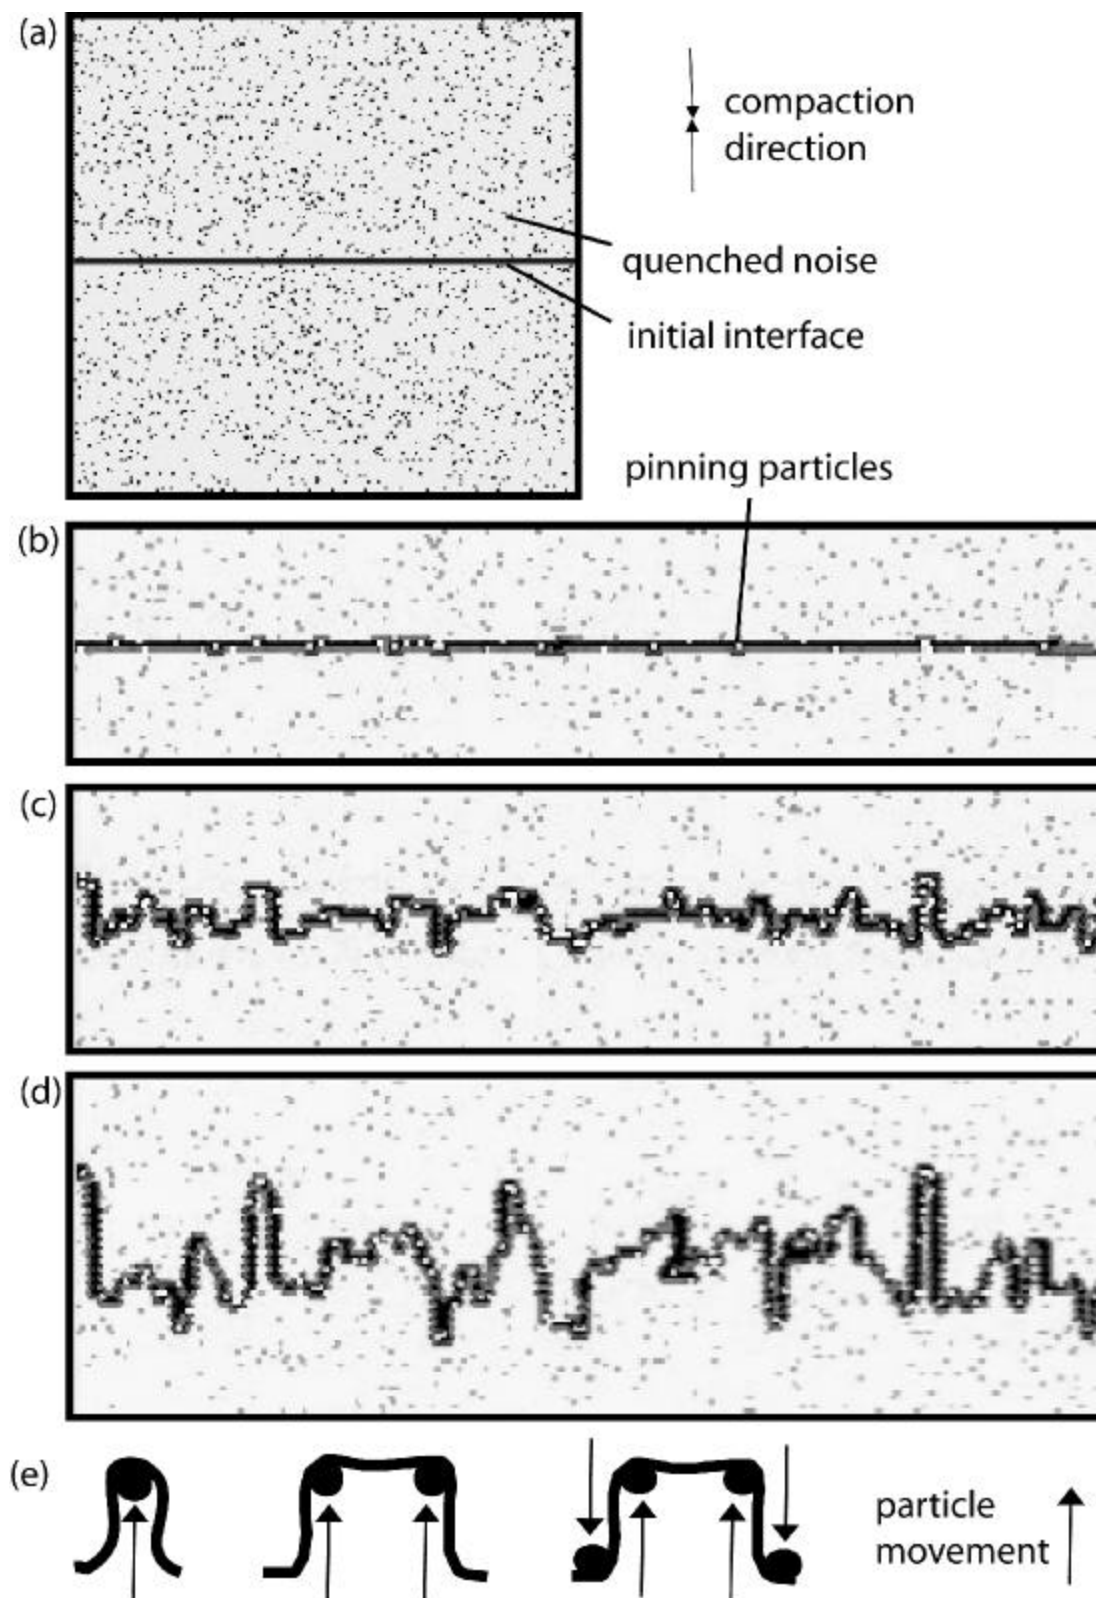 (a)
compaction
direction
quenched noise
initial interface
pinning particles
(b)
(c)
(d)
(e)
particle
movement